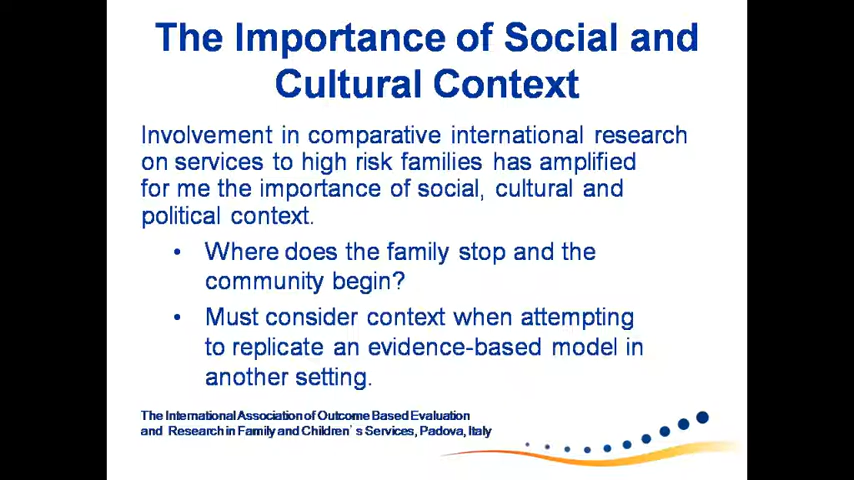 The Importance of Social and
Cultural Context
Involvement in comparative international research
on services to high risk families has amplified
for me the importance of social, cultural and
political context.
• Where does the family stop and the
community begin?
• Must consider context when attempting
to replicate an evidence-based model in
another setting.
The International Association of Outcome Based Evaluation
and Research in Family and Children's Services, Padova, Italy